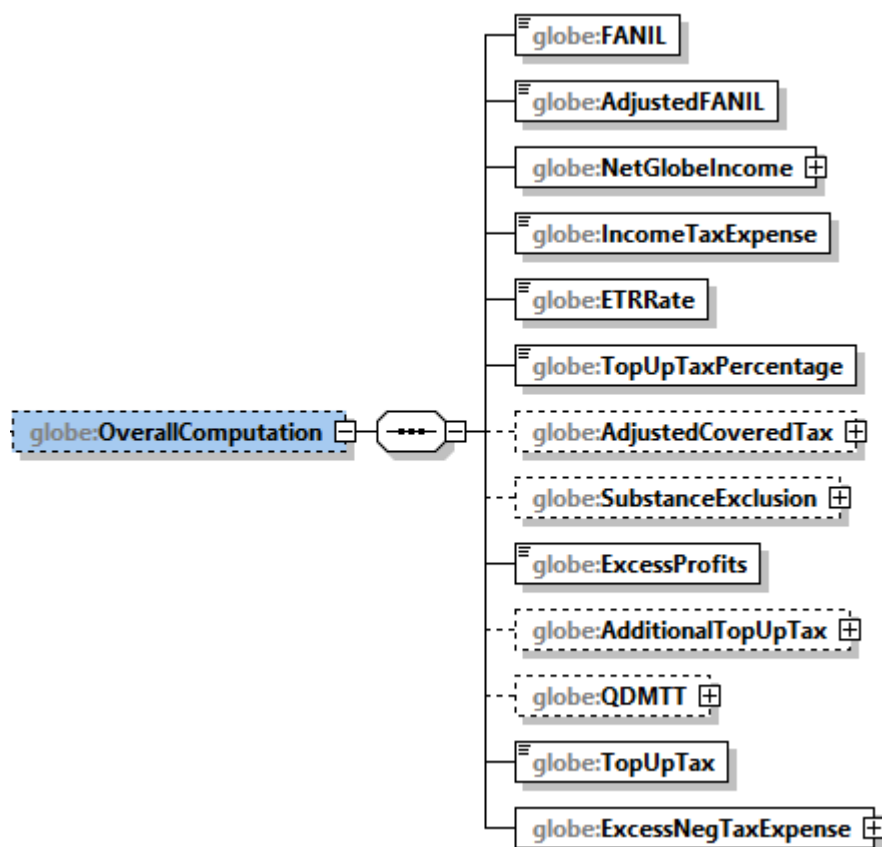 globe:FANIL
globe:AdjustedFANIL
globe:NetGlobeIncome
globe:IncomeTaxExpense
globe:ETRRate
globe:TopUpTaxPercentage
globe:OverallComputation
globe:AdjustedCoveredTax
globe:SubstanceExclusion
globe:ExcessProfits
globe:AdditionalTopUpTax
globe:QDMTT
globe:TopUpTax
globe:ExcessNegTaxExpense